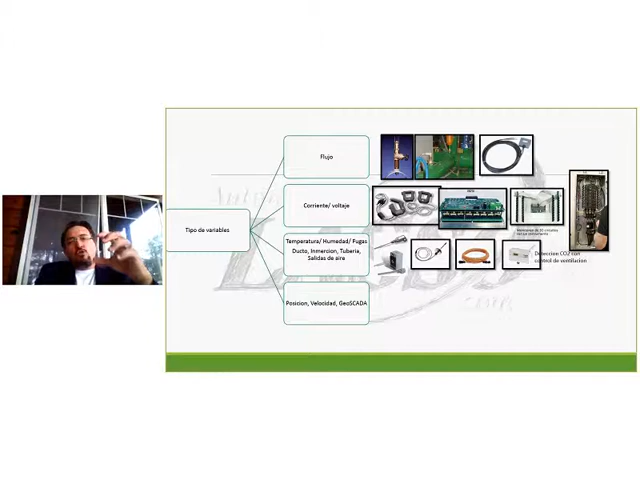 Flujo
Corriente/ voltaje
Tipo de variables
Temperatura/ Humedad/ Fugas
Ducto, Inmercion, Tuberia,
Salidas de aire
Deteccion CO2 con
control de ventilacion
Posicion, Velocidad, GeoSCADA